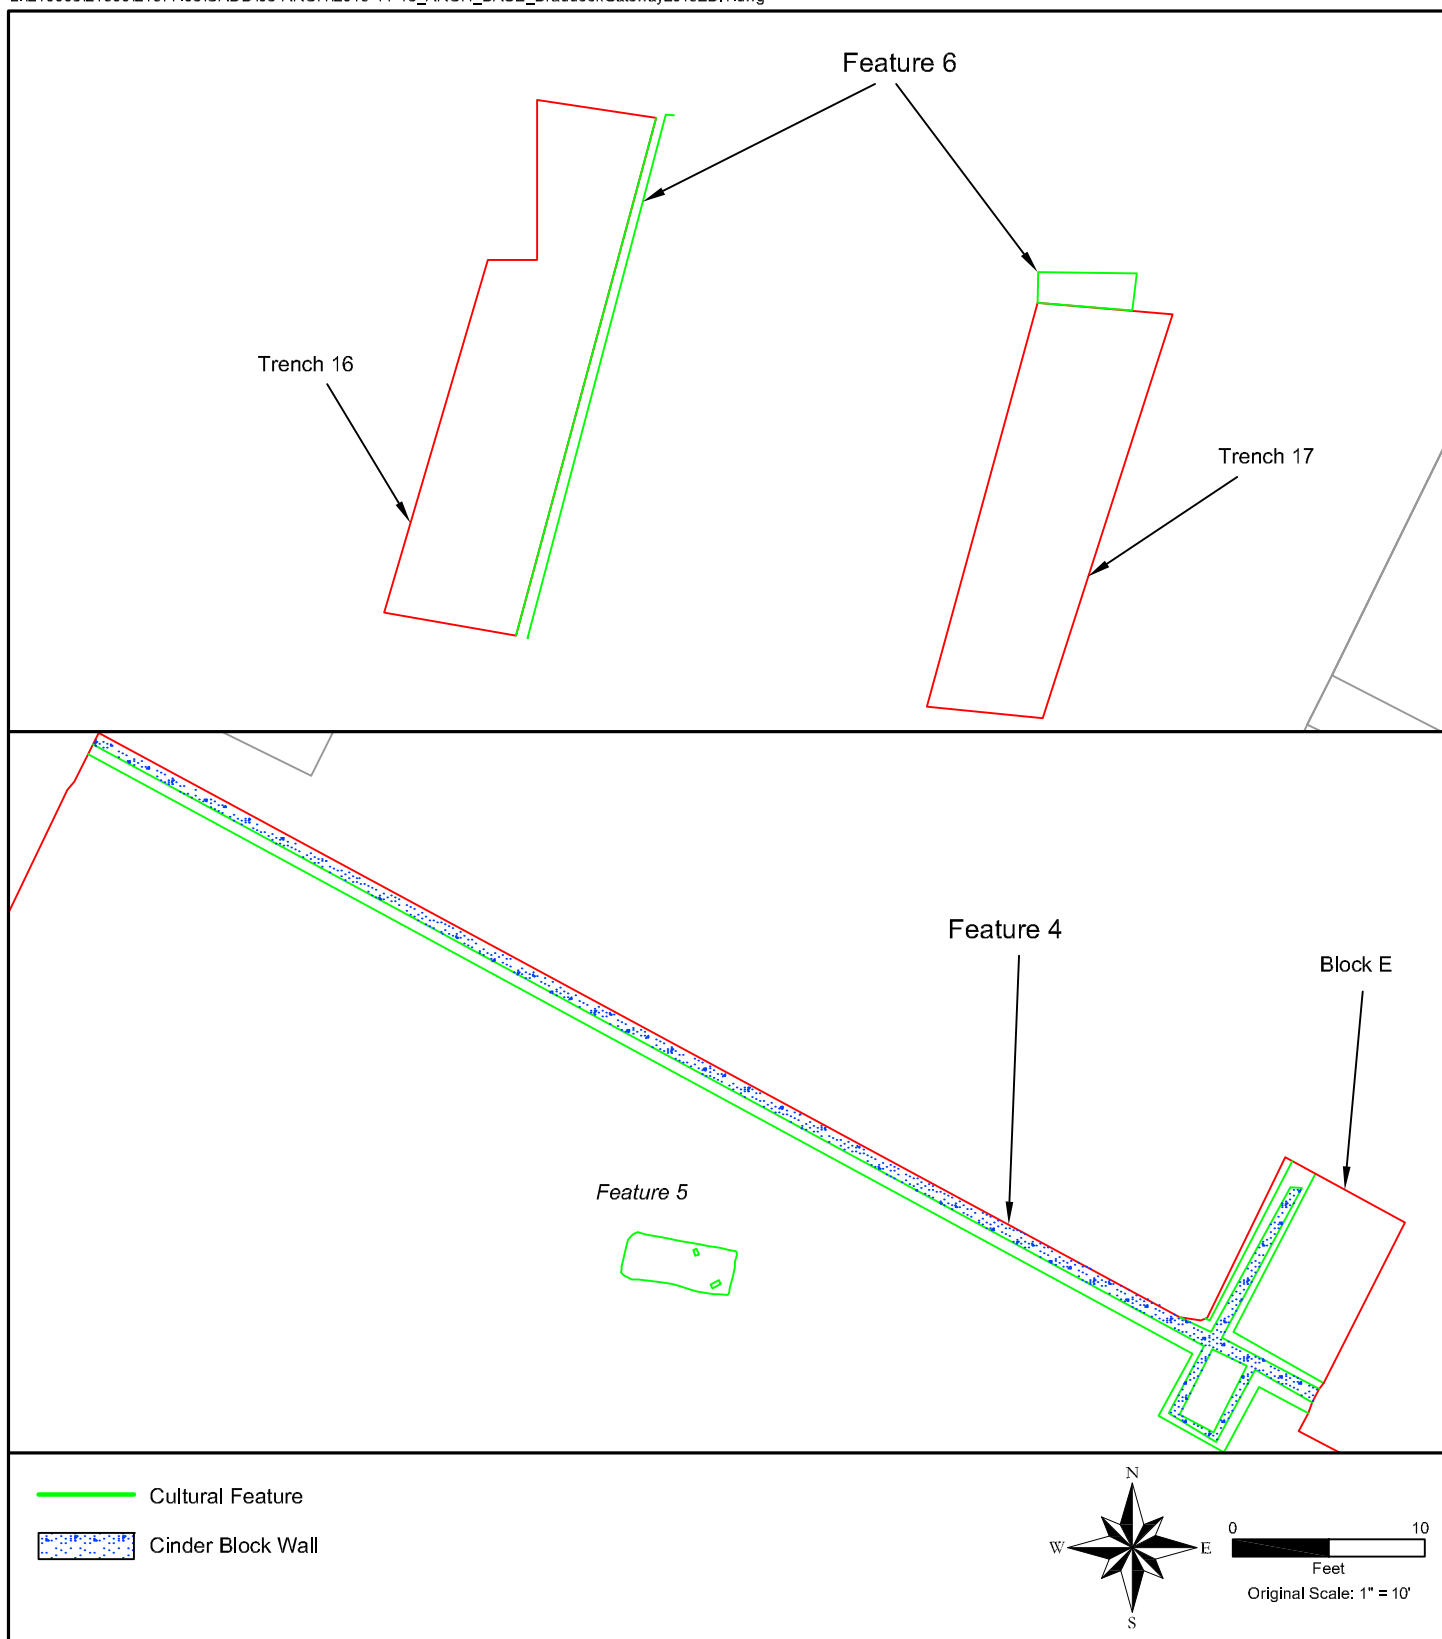 Feature 6
Trench 16
Trench 17
Feature 4
Block E
Feature 5
Cultural Feature
Cinder Block Wall
N
W E
S
0 10
Feet
Original Scale: 1" = 10'